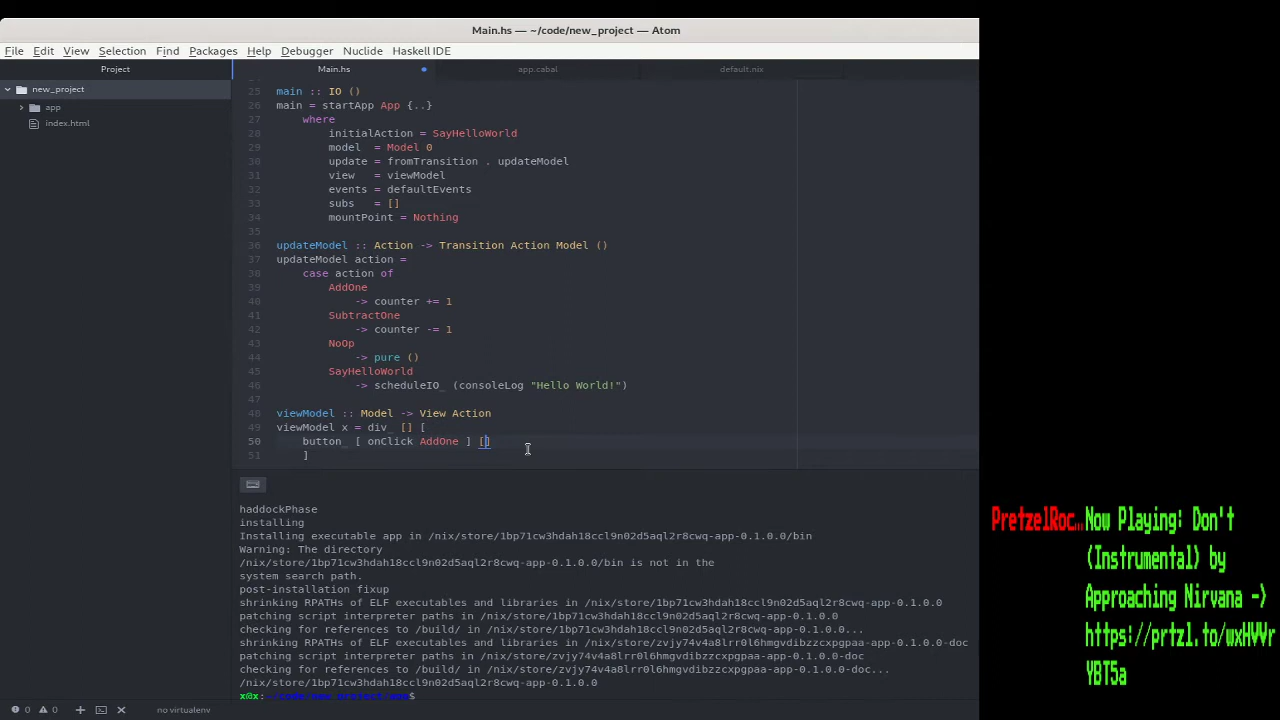 Main.hs — ~/code/new_project — Atom
File Edit View Selection Find Packages Help Debugger Nuclide Haskell IDE
Project
Main.hs
app.cabal
default.nix
new_project
app
index.html
25 main :: IO ()
26 main = startApp App {..}
27 where
28 initialAction = SayHelloWorld
29 model = Model 0
30 update = fromTransition . updateModel
31 view = viewModel
32 events = defaultEvents
33 subs = []
34 mountPoint = Nothing
35
36 updateModel :: Action -> Transition Action Model ()
37 updateModel action =
38 case action of
39 AddOne
40 -> counter += 1
41 SubtractOne
42 -> counter -= 1
43 NoOp
44 -> pure ()
45 SayHelloWorld
46 -> scheduleIO_ (consoleLog "Hello World!")
47
48 viewModel :: Model -> View Action
49 viewModel x = div_ [] [
50 button_ [ onClick AddOne ] []
51 ]
haddockPhase
installing
Installing executable app in /nix/store/1bp71cw3hdah18ccl9n02d5aql2r8cwq-app-0.1.0.0/bin
Warning: The directory
/nix/store/1bp71cw3hdah18ccl9n02d5aql2r8cwq-app-0.1.0.0/bin is not in the
system search path.
post-installation fixup
shrinking RPATHs of ELF executables and libraries in /nix/store/1bp71cw3hdah18ccl9n02d5aql2r8cwq-app-0.1.0.0
patching script interpreter paths in /nix/store/1bp71cw3hdah18ccl9n02d5aql2r8cwq-app-0.1.0.0
checking for references to /build/ in /nix/store/1bp71cw3hdah18ccl9n02d5aql2r8cwq-app-0.1.0.0...
shrinking RPATHs of ELF executables and libraries in /nix/store/zvjy74v4a8lrr0l6hmgvdibzzcxpgpaa-app-0.1.0.0-doc
patching script interpreter paths in /nix/store/zvjy74v4a8lrr0l6hmgvdibzzcxpgpaa-app-0.1.0.0-doc
checking for references to /build/ in /nix/store/zvjy74v4a8lrr0l6hmgvdibzzcxpgpaa-app-0.1.0.0-doc...
/nix/store/1bp71cw3hdah18ccl9n02d5aql2r8cwq-app-0.1.0.0
x@x:~/code/new_project/app$
0 0 no virtualenv
PretzelRoc… Now Playing: Don't
(Instrumental) by
Approaching Nirvana ->
https://prtzl.to/wxHVVr
YBT5a